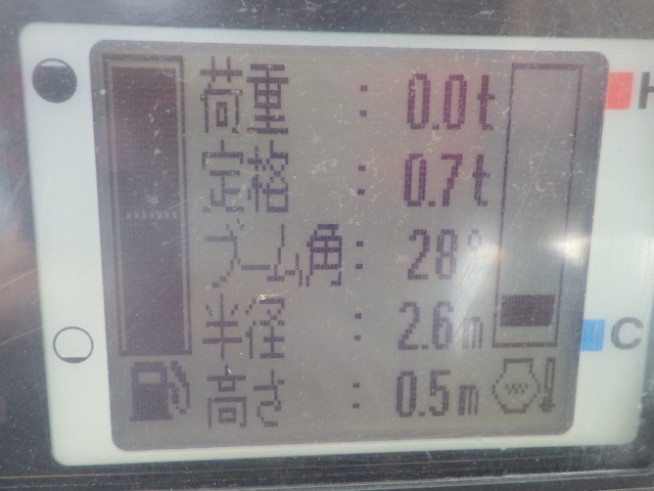 荷重 : 0.0t
定格 : 0.7t
ブーム角 : 28°
半径 : 2.6m
高さ : 0.5m
H
C